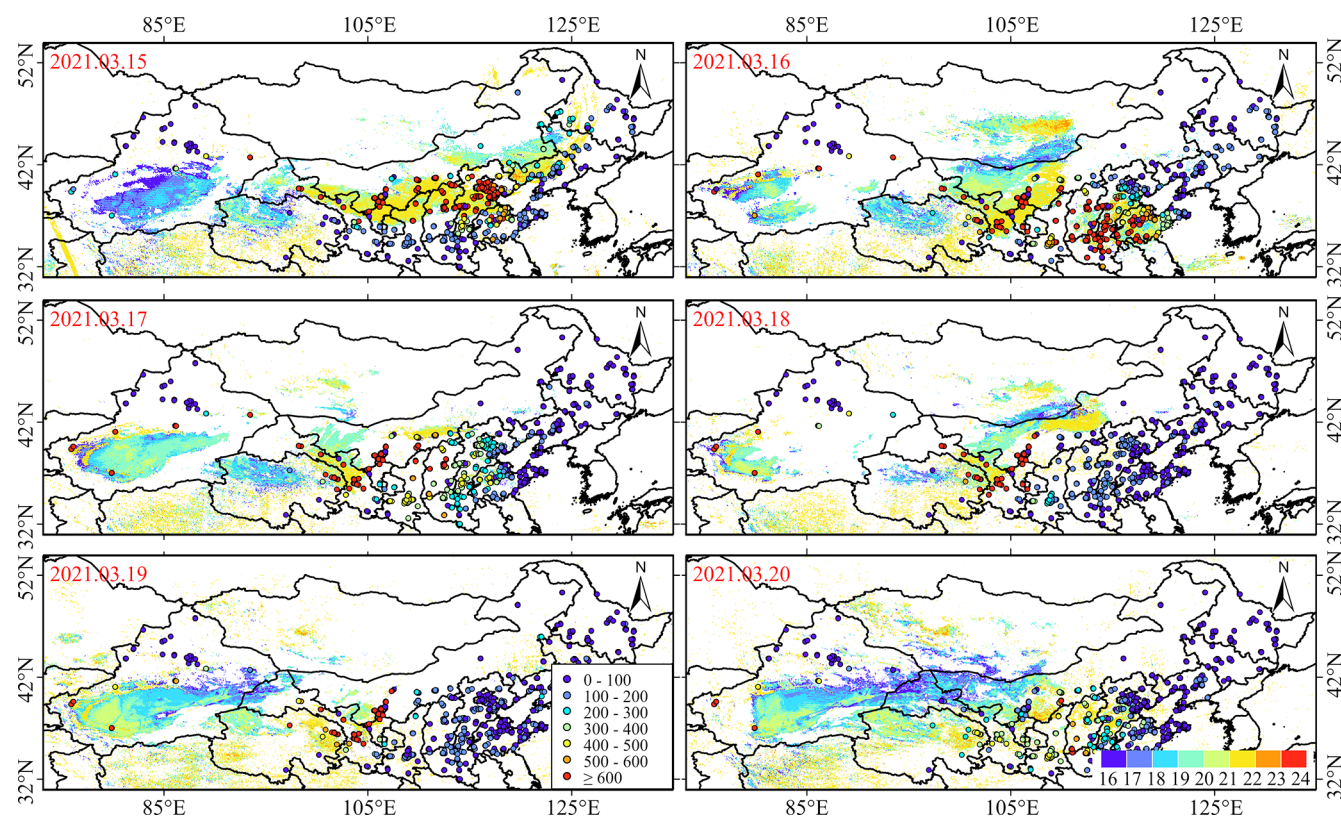 85°E 105°E 125°E 85°E 105°E 125°E
2021.03.15 N 2021.03.16 N
52°N 52°N
42°N 42°N
32°N 32°N
2021.03.17 N 2021.03.18 N
52°N 52°N
42°N 42°N
32°N 32°N
2021.03.19 N 2021.03.20 N
52°N 52°N
42°N 42°N
32°N 32°N
0 - 100
100 - 200
200 - 300
300 - 400
400 - 500
500 - 600
≥ 600
16 17 18 19 20 21 22 23 24
85°E 105°E 125°E 85°E 105°E 125°E